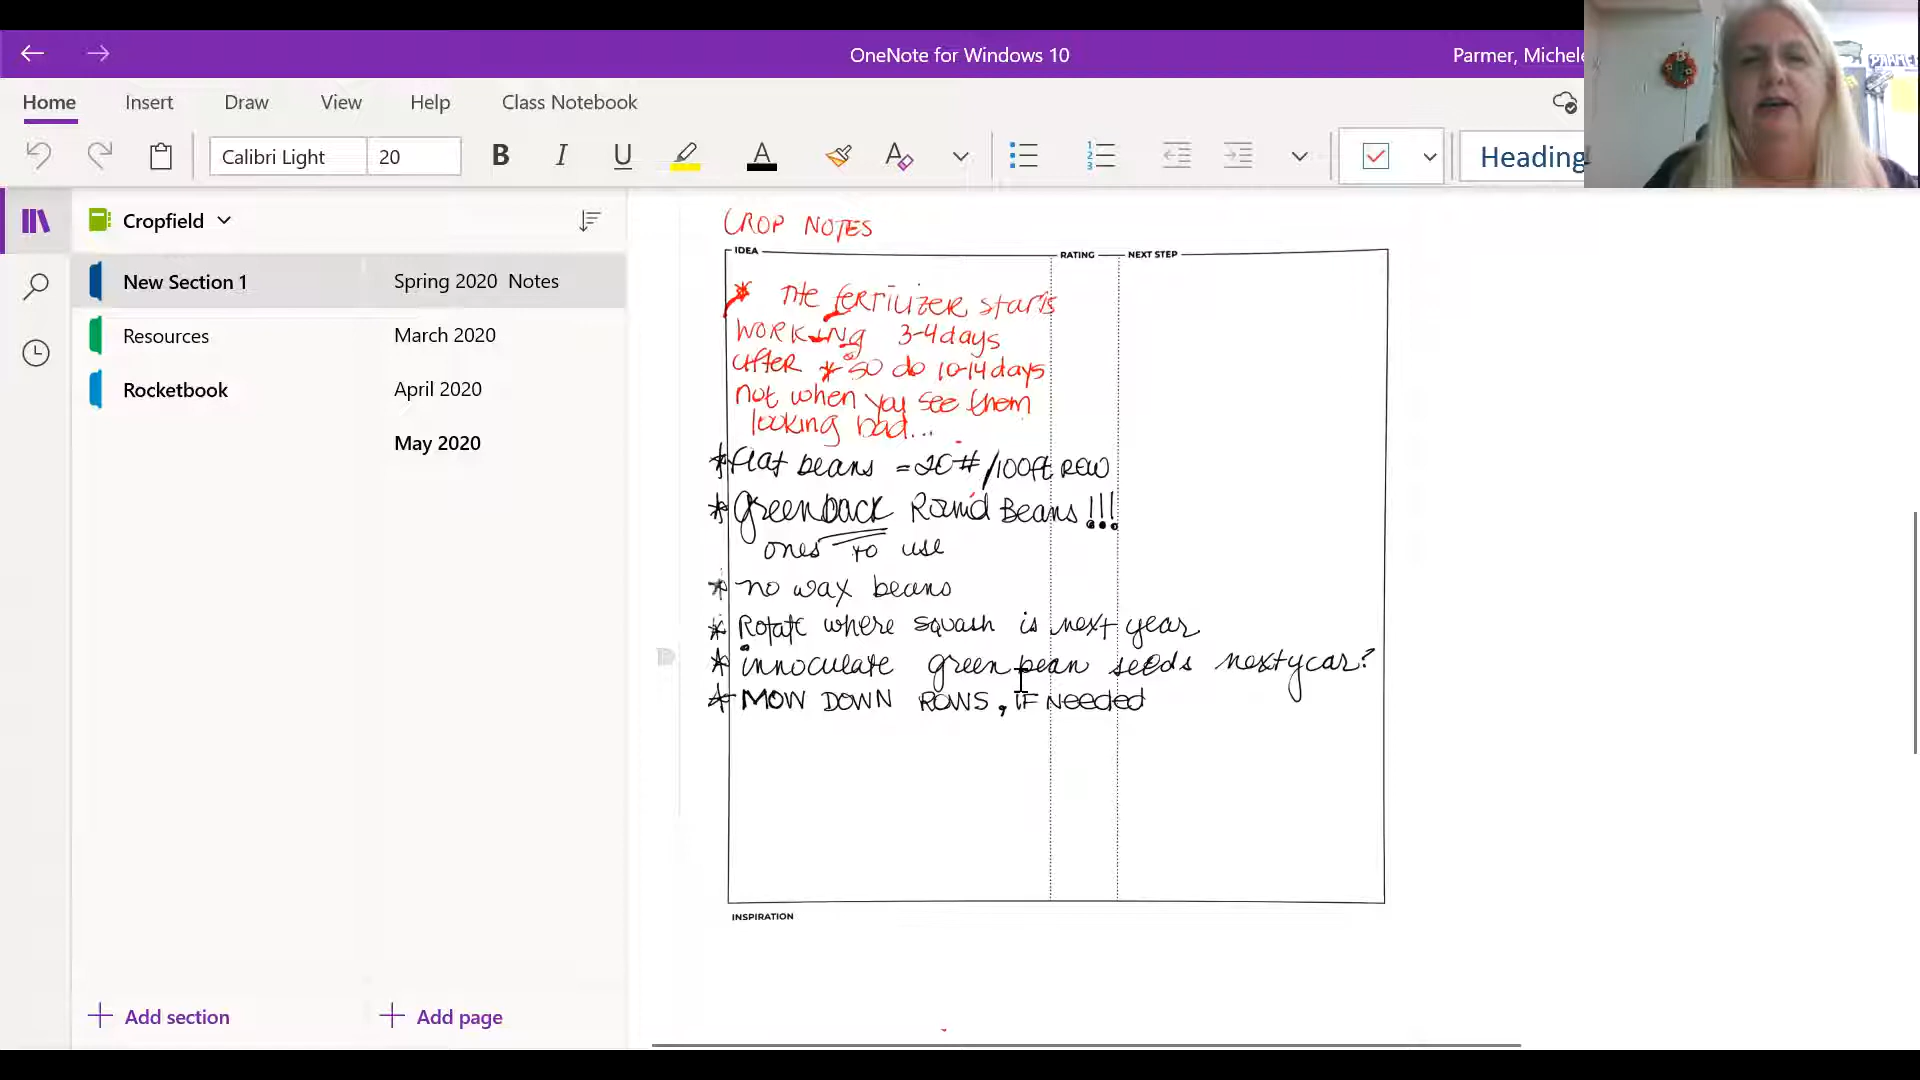 OneNote for Windows 10
Parmer, Michele
Home Insert Draw View Help Class Notebook
Calibri Light 20 B I U A A Heading
Cropfield
New Section 1
Resources
Rocketbook
Spring 2020 Notes
March 2020
April 2020
May 2020
Add section
Add page
CROP NOTES
IDEA RATING NEXT STEP
* THE fERTILIZER starts
WORKING 3-4 days
after * so do 10-14 days
not when you see them
looking bad...
* flat beans = 20#/100ft ROW
* Greenback Round Beans!!!
ones to use
* no wax beans
* Rotate where squash is next year
* innoculate green bean seeds next year?
* MOW DOWN ROWS, IF Needed
INSPIRATION